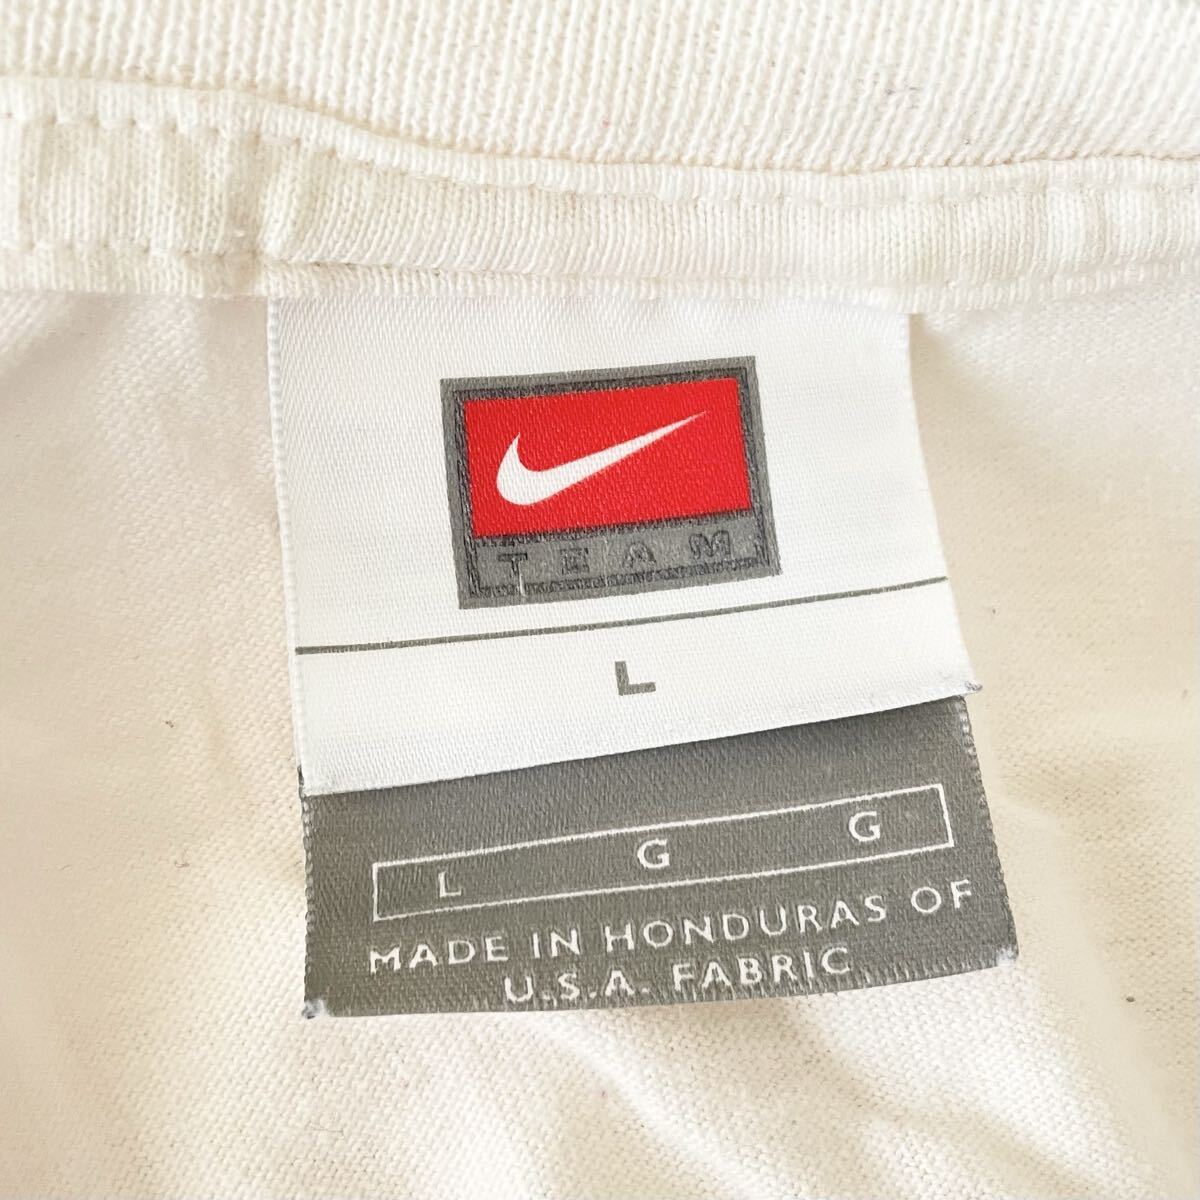 TEAM
L
L G G
MADE IN HONDURAS OF
U.S.A. FABRIC